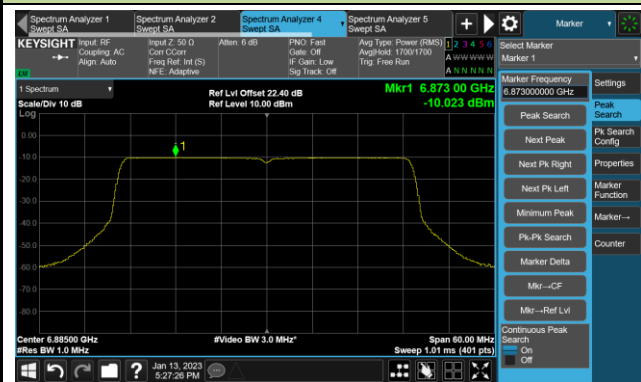 Spectrum Analyzer 1
Swept SA
Spectrum Analyzer 2
Swept SA
Spectrum Analyzer 4
Swept SA
Spectrum Analyzer 5
Swept SA
Marker
KEYSIGHT
Input: RF
Coupling: AC
Align: Auto
Input Z: 50 Ω
Corr CCorr
Freq Ref: Int (S)
NFE: Adaptive
Atten: 6 dB
PNO: Fast
Gate: Off
IF Gain: Low
Sig Track: Off
Avg Type: Power (RMS)
Avg|Hold: 1700/1700
Trig: Free Run
1 2 3 4 5 6
A W W W W W
A N N N N N
Select Marker
Marker 1
1 Spectrum
Scale/Div 10 dB
Log
Ref Lvl Offset 22.40 dB
Ref Level 10.00 dBm
Mkr1 6.873 00 GHz
-10.023 dBm
Marker Frequency
6.873000000 GHz
Settings
Peak Search
Peak Search
Next Peak
Pk Search Config
Next Pk Right
Properties
Next Pk Left
Marker Function
Minimum Peak
Marker→
Pk-Pk Search
Counter
Marker Delta
Mkr→CF
Mkr→Ref Lvl
Continuous Peak Search
On
Off
1
0.00
-10.0
-20.0
-30.0
-40.0
-50.0
-60.0
-70.0
-80.0
Center 6.88500 GHz
#Res BW 1.0 MHz
#Video BW 3.0 MHz*
Span 60.00 MHz
Sweep 1.01 ms (401 pts)
Jan 13, 2023
5:27:26 PM